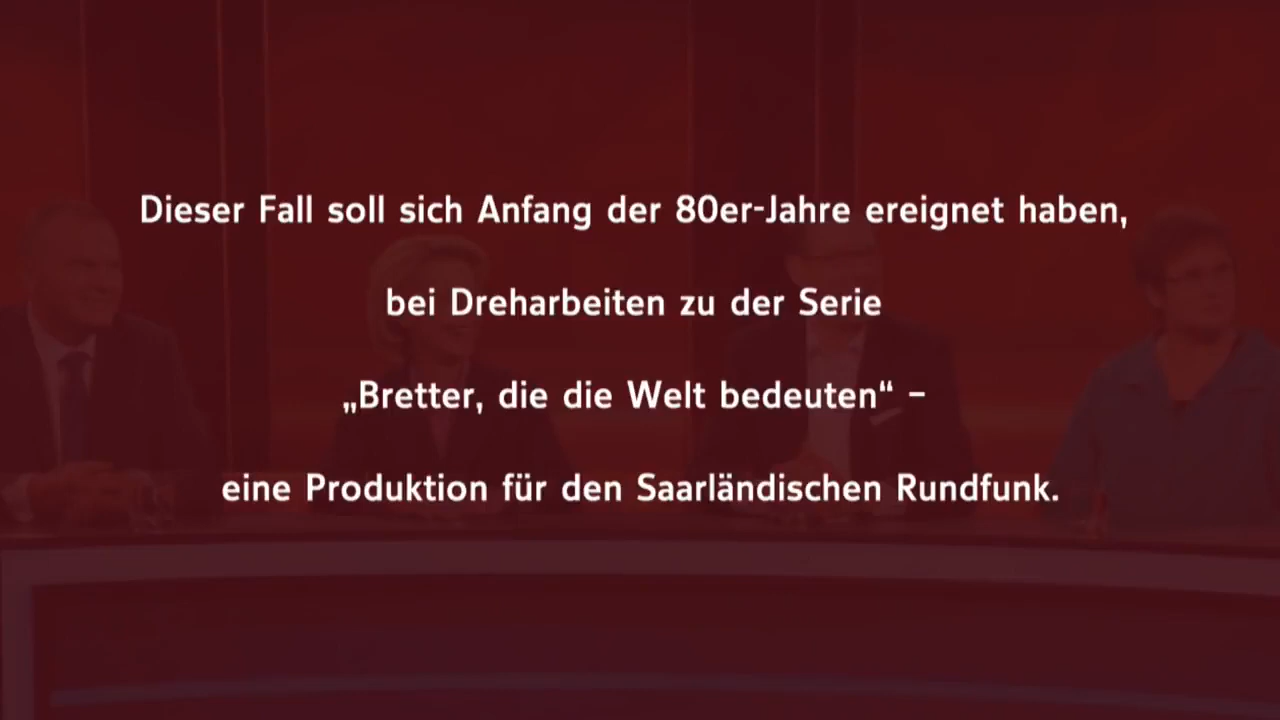 Dieser Fall soll sich Anfang der 80er-Jahre ereignet haben,
bei Dreharbeiten zu der Serie
„Bretter, die die Welt bedeuten“ –
eine Produktion für den Saarländischen Rundfunk.